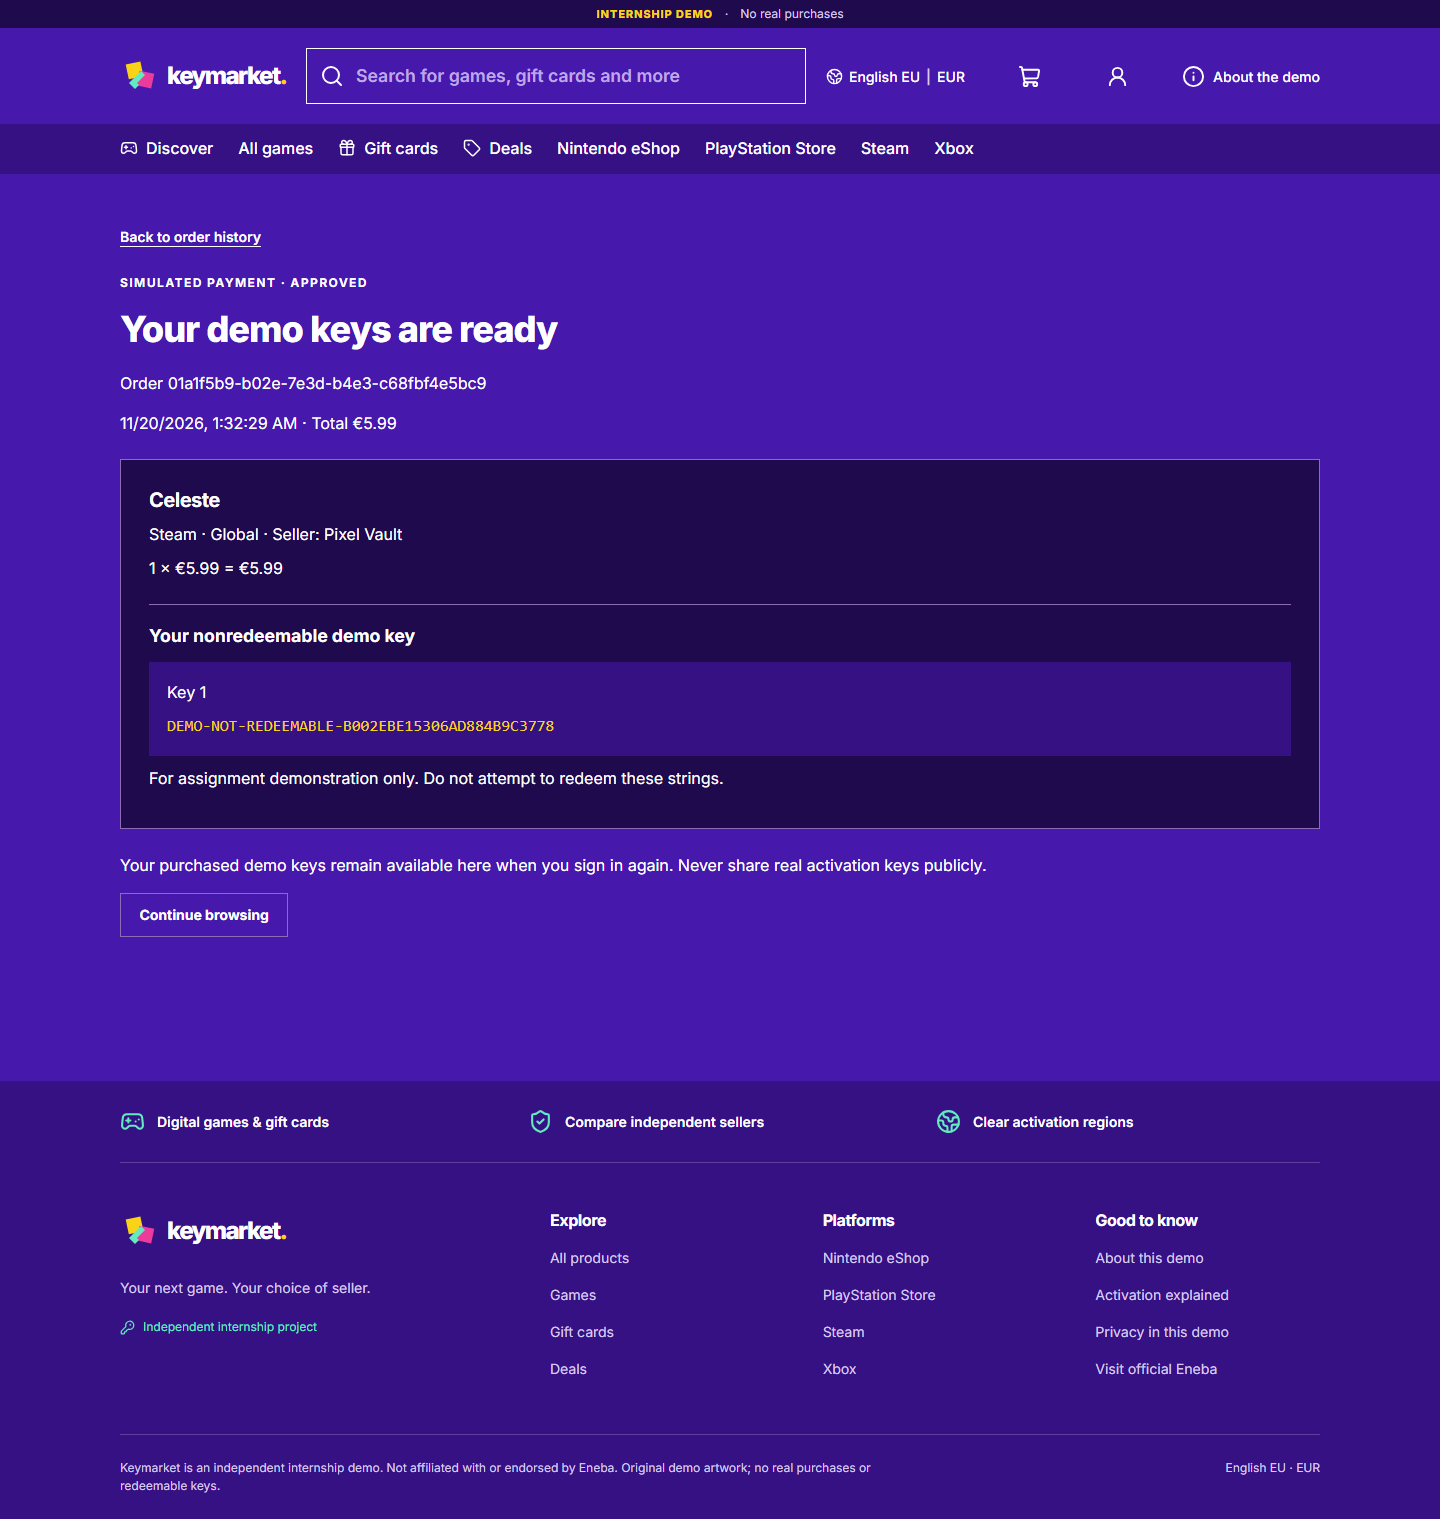 INTERNSHIP DEMO · No real purchases
keymarket.
Search for games, gift cards and more
English EU | EUR
About the demo
Discover All games Gift cards Deals Nintendo eShop PlayStation Store Steam Xbox
Back to order history
SIMULATED PAYMENT · APPROVED
Your demo keys are ready
Order 01a1f5b9-b02e-7e3d-b4e3-c68fbf4e5bc9
11/20/2026, 1:32:29 AM · Total €5.99
Celeste
Steam · Global · Seller: Pixel Vault
1 × €5.99 = €5.99
Your nonredeemable demo key
Key 1
DEMO-NOT-REDEEMABLE-B002EBE15306AD884B9C3778
For assignment demonstration only. Do not attempt to redeem these strings.
Your purchased demo keys remain available here when you sign in again. Never share real activation keys publicly.
Continue browsing
Digital games & gift cards
Compare independent sellers
Clear activation regions
keymarket.
Your next game. Your choice of seller.
Independent internship project
Explore
All products
Games
Gift cards
Deals
Platforms
Nintendo eShop
PlayStation Store
Steam
Xbox
Good to know
About this demo
Activation explained
Privacy in this demo
Visit official Eneba
Keymarket is an independent internship demo. Not affiliated with or endorsed by Eneba. Original demo artwork; no real purchases or
redeemable keys.
English EU · EUR